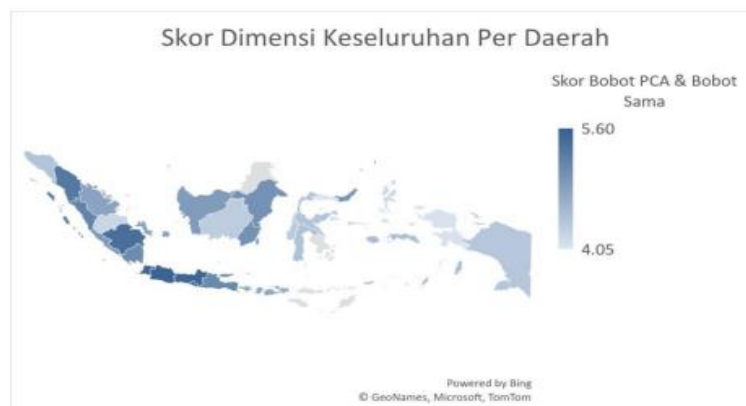 Skor Dimensi Keseluruhan Per Daerah
Skor Bobot PCA & Bobot
Sama
5.60
4.05
Powered by Bing
© GeoNames, Microsoft, TomTom